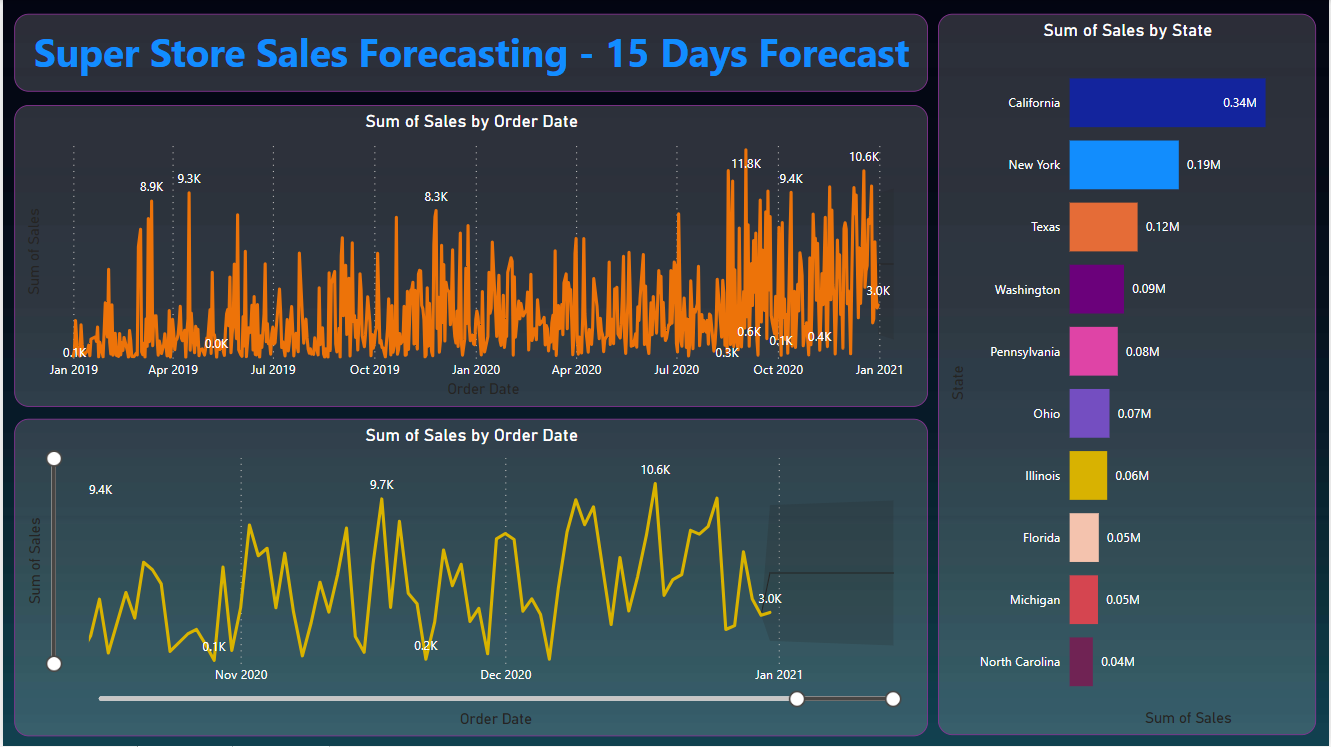 Super Store Sales Forecasting - 15 Days Forecast
Sum of Sales by Order Date
Sum of Sales
8.9K
9.3K
8.3K
11.8K
9.4K
10.6K
3.0K
0.1K
0.0K
0.3K
0.6K
0.1K
0.4K
Jan 2019
Apr 2019
Jul 2019
Oct 2019
Jan 2020
Apr 2020
Jul 2020
Oct 2020
Jan 2021
Order Date
Sum of Sales by Order Date
Sum of Sales
9.4K
9.7K
10.6K
3.0K
0.1K
0.2K
Nov 2020
Dec 2020
Jan 2021
Order Date
Sum of Sales by State
State
California 0.34M
New York 0.19M
Texas 0.12M
Washington 0.09M
Pennsylvania 0.08M
Ohio 0.07M
Illinois 0.06M
Florida 0.05M
Michigan 0.05M
North Carolina 0.04M
Sum of Sales